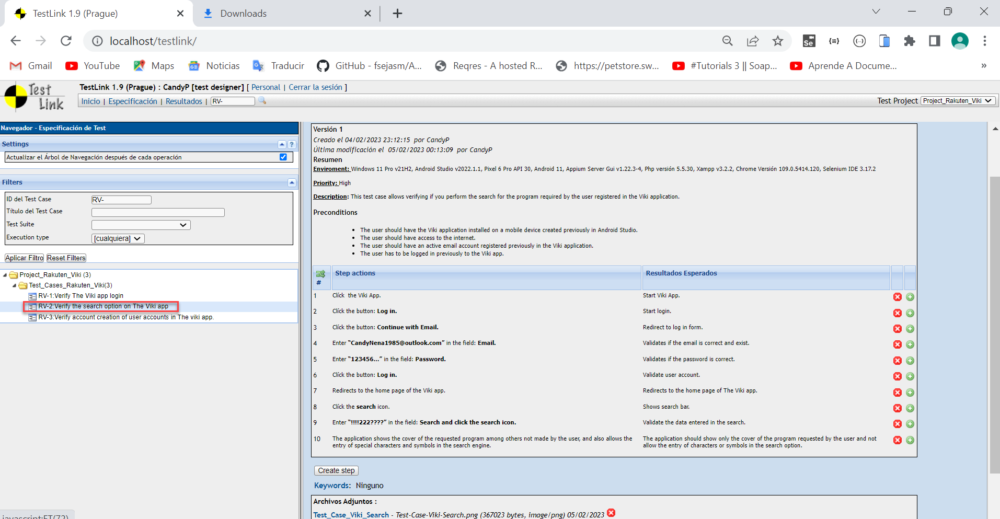 TestLink 1.9 (Prague)
Downloads
localhost/testlink/
Gmail YouTube Maps Noticias Traducir GitHub - fsejasm/A... Reqres - A hosted R... https://petstore.sw... #Tutorials 3 || Soap... Aprende A Docume... »
Test Link
TestLink 1.9 (Prague) : CandyP [test designer] [ Personal | Cerrar la sesión ]
Inicio | Especificación | Resultados | RV-
Test Project Project_Rakuten_Viki
Navegador - Especificación de Test
Settings
Actualizar el Árbol de Navegación después de cada operación
Filters
ID del Test Case RV-
Título del Test Case
Test Suite
Execution type [cualquiera]
Aplicar Filtro Reset Filters
Project_Rakuten_Viki (3)
Test_Cases_Rakuten_Viki(3)
RV-1:Verify The Viki app login
RV-2:Verify the search option on The Viki app
RV-3:Verify account creation of user accounts in The viki app.
Versión 1
Creado el 04/02/2023 23:12:15 por CandyP
Última modificación el 05/02/2023 00:13:09 por CandyP
Resumen
Enviroment: Windows 11 Pro v21H2, Android Studio v2022.1.1, Pixel 6 Pro API 30, Android 11, Appium Server Gui v1.22.3-4, Php versión 5.5.30, Xampp v3.2.2, Chrome Versión 109.0.5414.120, Selenium IDE 3.17.2
Priority: High
Description: This test case allows verifying if you perform the search for the program required by the user registered in the Viki application.
Preconditions
• The user should have the Viki application installed on a mobile device created previously in Android Studio.
• The user should have access to the internet.
• The user should have an active email account registered previously in the Viki application.
• The user has to be logged in previously to the Viki app.
# Step actions Resultados Esperados
1 Click the Viki App. Start Viki App.
2 Click the button: Log in. Start login.
3 Click the button: Continue with Email. Redirect to log in form.
4 Enter “CandyNena1985@outlook.com” in the field: Email. Validates if the email is correct and exist.
5 Enter “123456...” in the field: Password. Validates if the password is correct.
6 Click the button: Log in. Validate user account.
7 Redirects to the home page of the Viki app. Redirects to the home page of The Viki app.
8 Click the search icon. Shows search bar.
9 Enter “!!!!222????” in the field: Search and click the search icon. Validate the data entered in the search.
10 The application shows the cover of the requested program among others not made by the user, and also allows the The application should show only the cover of the program requested by the user and not
entry of special characters and symbols in the search engine. allow the entry of characters or symbols in the search option.
Create step
Keywords: Ninguno
Archivos Adjuntos :
Test_Case_Viki_Search - Test-Case-Viki-Search.png (367023 bytes, image/png) 05/02/2023
javascript:ET(72)